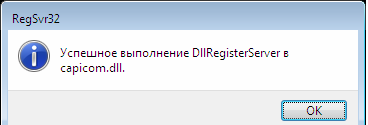 RegSvr32
Успешное выполнение DllRegisterServer в
capicom.dll.
OK